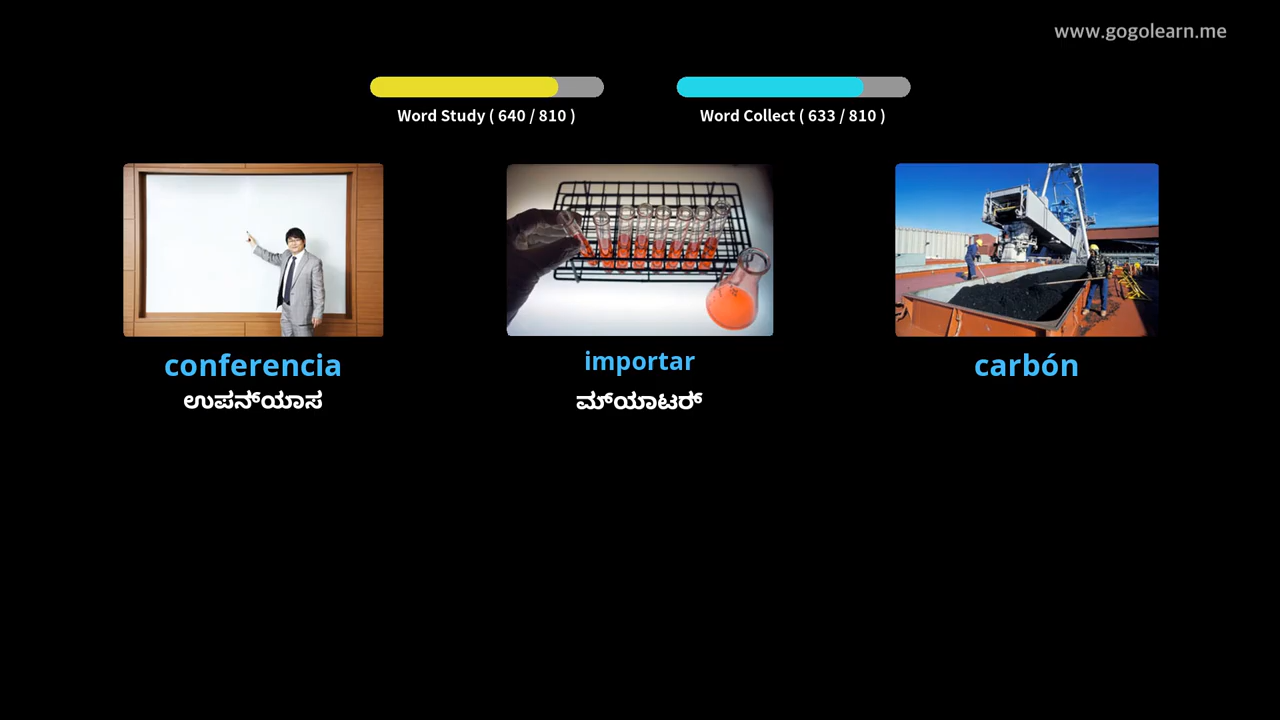 www.gogolearn.me
Word Study ( 640 / 810 )
Word Collect ( 633 / 810 )
conferencia
ಉಪನ್ಯಾಸ
importar
ಮ್ಯಾಟರ್
carbón